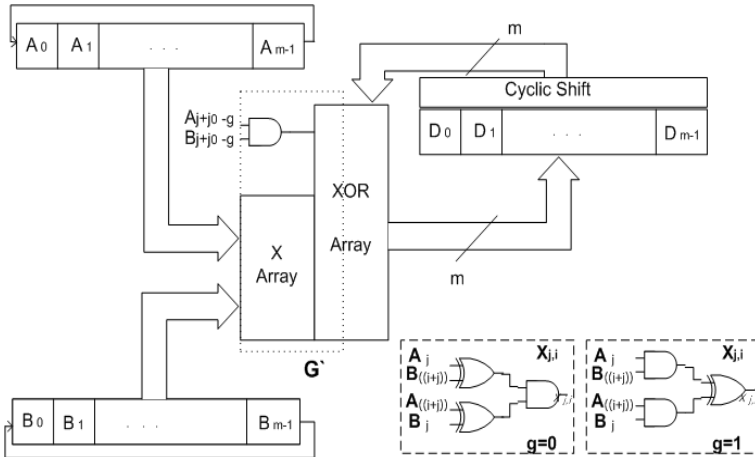 A0 A1 . . . Am-1
m
m
Cyclic Shift
D0 D1 . . . Dm-1
Aj+j0 -g
Bj+j0 -g
XOR
Array
X
Array
m
G`
B0 B1 . . . Bm-1
Aj
B((i+j))
A((i+j))
Bj
Xj,i
xj,i
g=0
Aj
B((i+j))
A((i+j))
Bj
Xj,i
g=1